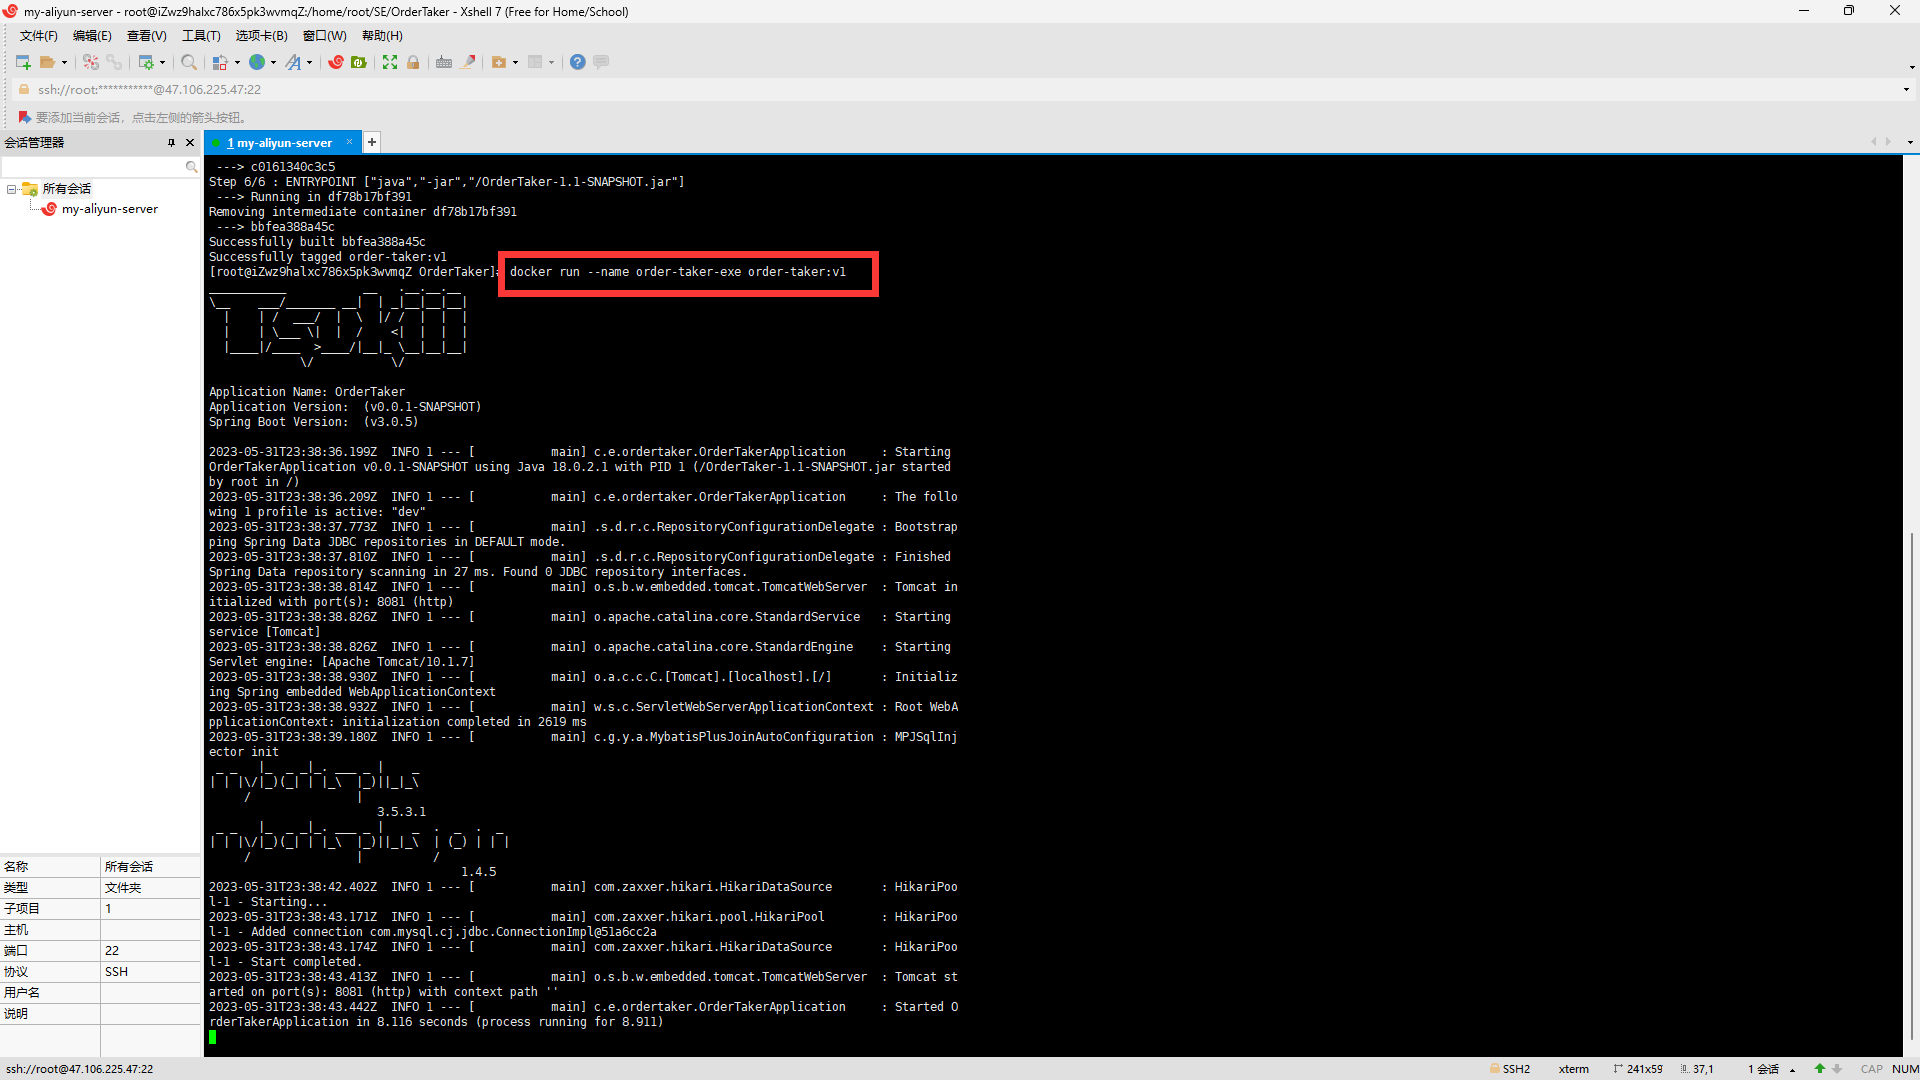 my-aliyun-server - root@iZwz9halxc786x5pk3wvmqZ:/home/root/SE/OrderTaker - Xshell 7 (Free for Home/School)
文件(F) 编辑(E) 查看(V) 工具(T) 选项卡(B) 窗口(W) 帮助(H)
ssh://root:***********@47.106.225.47:22
要添加当前会话，点击左侧的箭头按钮。
会话管理器
1 my-aliyun-server
所有会话
my-aliyun-server
---> c0161340c3c5
Step 6/6 : ENTRYPOINT ["java","-jar","/OrderTaker-1.1-SNAPSHOT.jar"]
---> Running in df78b17bf391
Removing intermediate container df78b17bf391
---> bbfea388a45c
Successfully built bbfea388a45c
Successfully tagged order-taker:v1
[root@iZwz9halxc786x5pk3wvmqZ OrderTaker]# docker run --name order-taker-exe order-taker:v1
Tsukii
Application Name: OrderTaker
Application Version:  (v0.0.1-SNAPSHOT)
Spring Boot Version:  (v3.0.5)
2023-05-31T23:38:36.199Z  INFO 1 --- [           main] c.e.ordertaker.OrderTakerApplication     : Starting
OrderTakerApplication v0.0.1-SNAPSHOT using Java 18.0.2.1 with PID 1 (/OrderTaker-1.1-SNAPSHOT.jar started
by root in /)
2023-05-31T23:38:36.209Z  INFO 1 --- [           main] c.e.ordertaker.OrderTakerApplication     : The follo
wing 1 profile is active: "dev"
2023-05-31T23:38:37.773Z  INFO 1 --- [           main] .s.d.r.c.RepositoryConfigurationDelegate : Bootstrap
ping Spring Data JDBC repositories in DEFAULT mode.
2023-05-31T23:38:37.810Z  INFO 1 --- [           main] .s.d.r.c.RepositoryConfigurationDelegate : Finished
Spring Data repository scanning in 27 ms. Found 0 JDBC repository interfaces.
2023-05-31T23:38:38.814Z  INFO 1 --- [           main] o.s.b.w.embedded.tomcat.TomcatWebServer  : Tomcat in
itialized with port(s): 8081 (http)
2023-05-31T23:38:38.826Z  INFO 1 --- [           main] o.apache.catalina.core.StandardService   : Starting
service [Tomcat]
2023-05-31T23:38:38.826Z  INFO 1 --- [           main] o.apache.catalina.core.StandardEngine    : Starting
Servlet engine: [Apache Tomcat/10.1.7]
2023-05-31T23:38:38.930Z  INFO 1 --- [           main] o.a.c.c.C.[Tomcat].[localhost].[/]       : Initializ
ing Spring embedded WebApplicationContext
2023-05-31T23:38:38.932Z  INFO 1 --- [           main] w.s.c.ServletWebServerApplicationContext : Root WebA
pplicationContext: initialization completed in 2619 ms
2023-05-31T23:38:39.180Z  INFO 1 --- [           main] c.g.y.a.MybatisPlusJoinAutoConfiguration : MPJSqlInj
ector init
mybatis plus
3.5.3.1
mybatis plus join
1.4.5
2023-05-31T23:38:42.402Z  INFO 1 --- [           main] com.zaxxer.hikari.HikariDataSource       : HikariPoo
l-1 - Starting...
2023-05-31T23:38:43.171Z  INFO 1 --- [           main] com.zaxxer.hikari.pool.HikariPool        : HikariPoo
l-1 - Added connection com.mysql.cj.jdbc.ConnectionImpl@51a6cc2a
2023-05-31T23:38:43.174Z  INFO 1 --- [           main] com.zaxxer.hikari.HikariDataSource       : HikariPoo
l-1 - Start completed.
2023-05-31T23:38:43.413Z  INFO 1 --- [           main] o.s.b.w.embedded.tomcat.TomcatWebServer  : Tomcat st
arted on port(s): 8081 (http) with context path ''
2023-05-31T23:38:43.442Z  INFO 1 --- [           main] c.e.ordertaker.OrderTakerApplication     : Started O
rderTakerApplication in 8.116 seconds (process running for 8.911)
名称 所有会话
类型 文件夹
子项目 1
主机
端口 22
协议 SSH
用户名
说明
ssh://root@47.106.225.47:22 SSH2 xterm 241x59 37,1 1 会话 CAP NUM